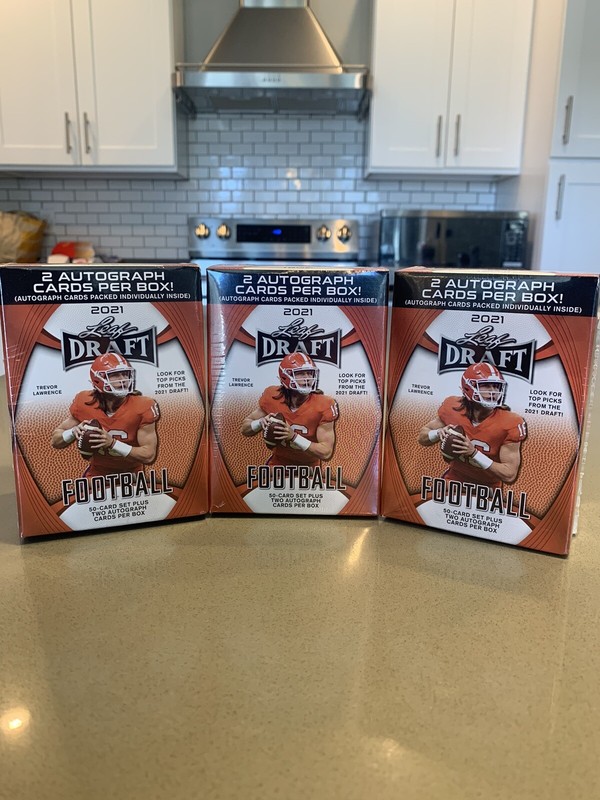 2 AUTOGRAPH
CARDS PER BOX!
(AUTOGRAPH CARDS PACKED INDIVIDUALLY INSIDE)
2021
Leaf
DRAFT
TREVOR
LAWRENCE
LOOK FOR
TOP PICKS
FROM THE
2021 DRAFT!
FOOTBALL
50-CARD SET PLUS
TWO AUTOGRAPH
CARDS PER BOX
2 AUTOGRAPH
CARDS PER BOX!
(AUTOGRAPH CARDS PACKED INDIVIDUALLY INSIDE)
2021
Leaf
DRAFT
TREVOR
LAWRENCE
LOOK FOR
TOP PICKS
FROM THE
2021 DRAFT!
FOOTBALL
50-CARD SET PLUS
TWO AUTOGRAPH
CARDS PER BOX
2 AUTOGRAPH
CARDS PER BOX!
(AUTOGRAPH CARDS PACKED INDIVIDUALLY INSIDE)
2021
Leaf
DRAFT
TREVOR
LAWRENCE
LOOK FOR
TOP PICKS
FROM THE
2021 DRAFT!
FOOTBALL
50-CARD SET PLUS
TWO AUTOGRAPH
CARDS PER BOX